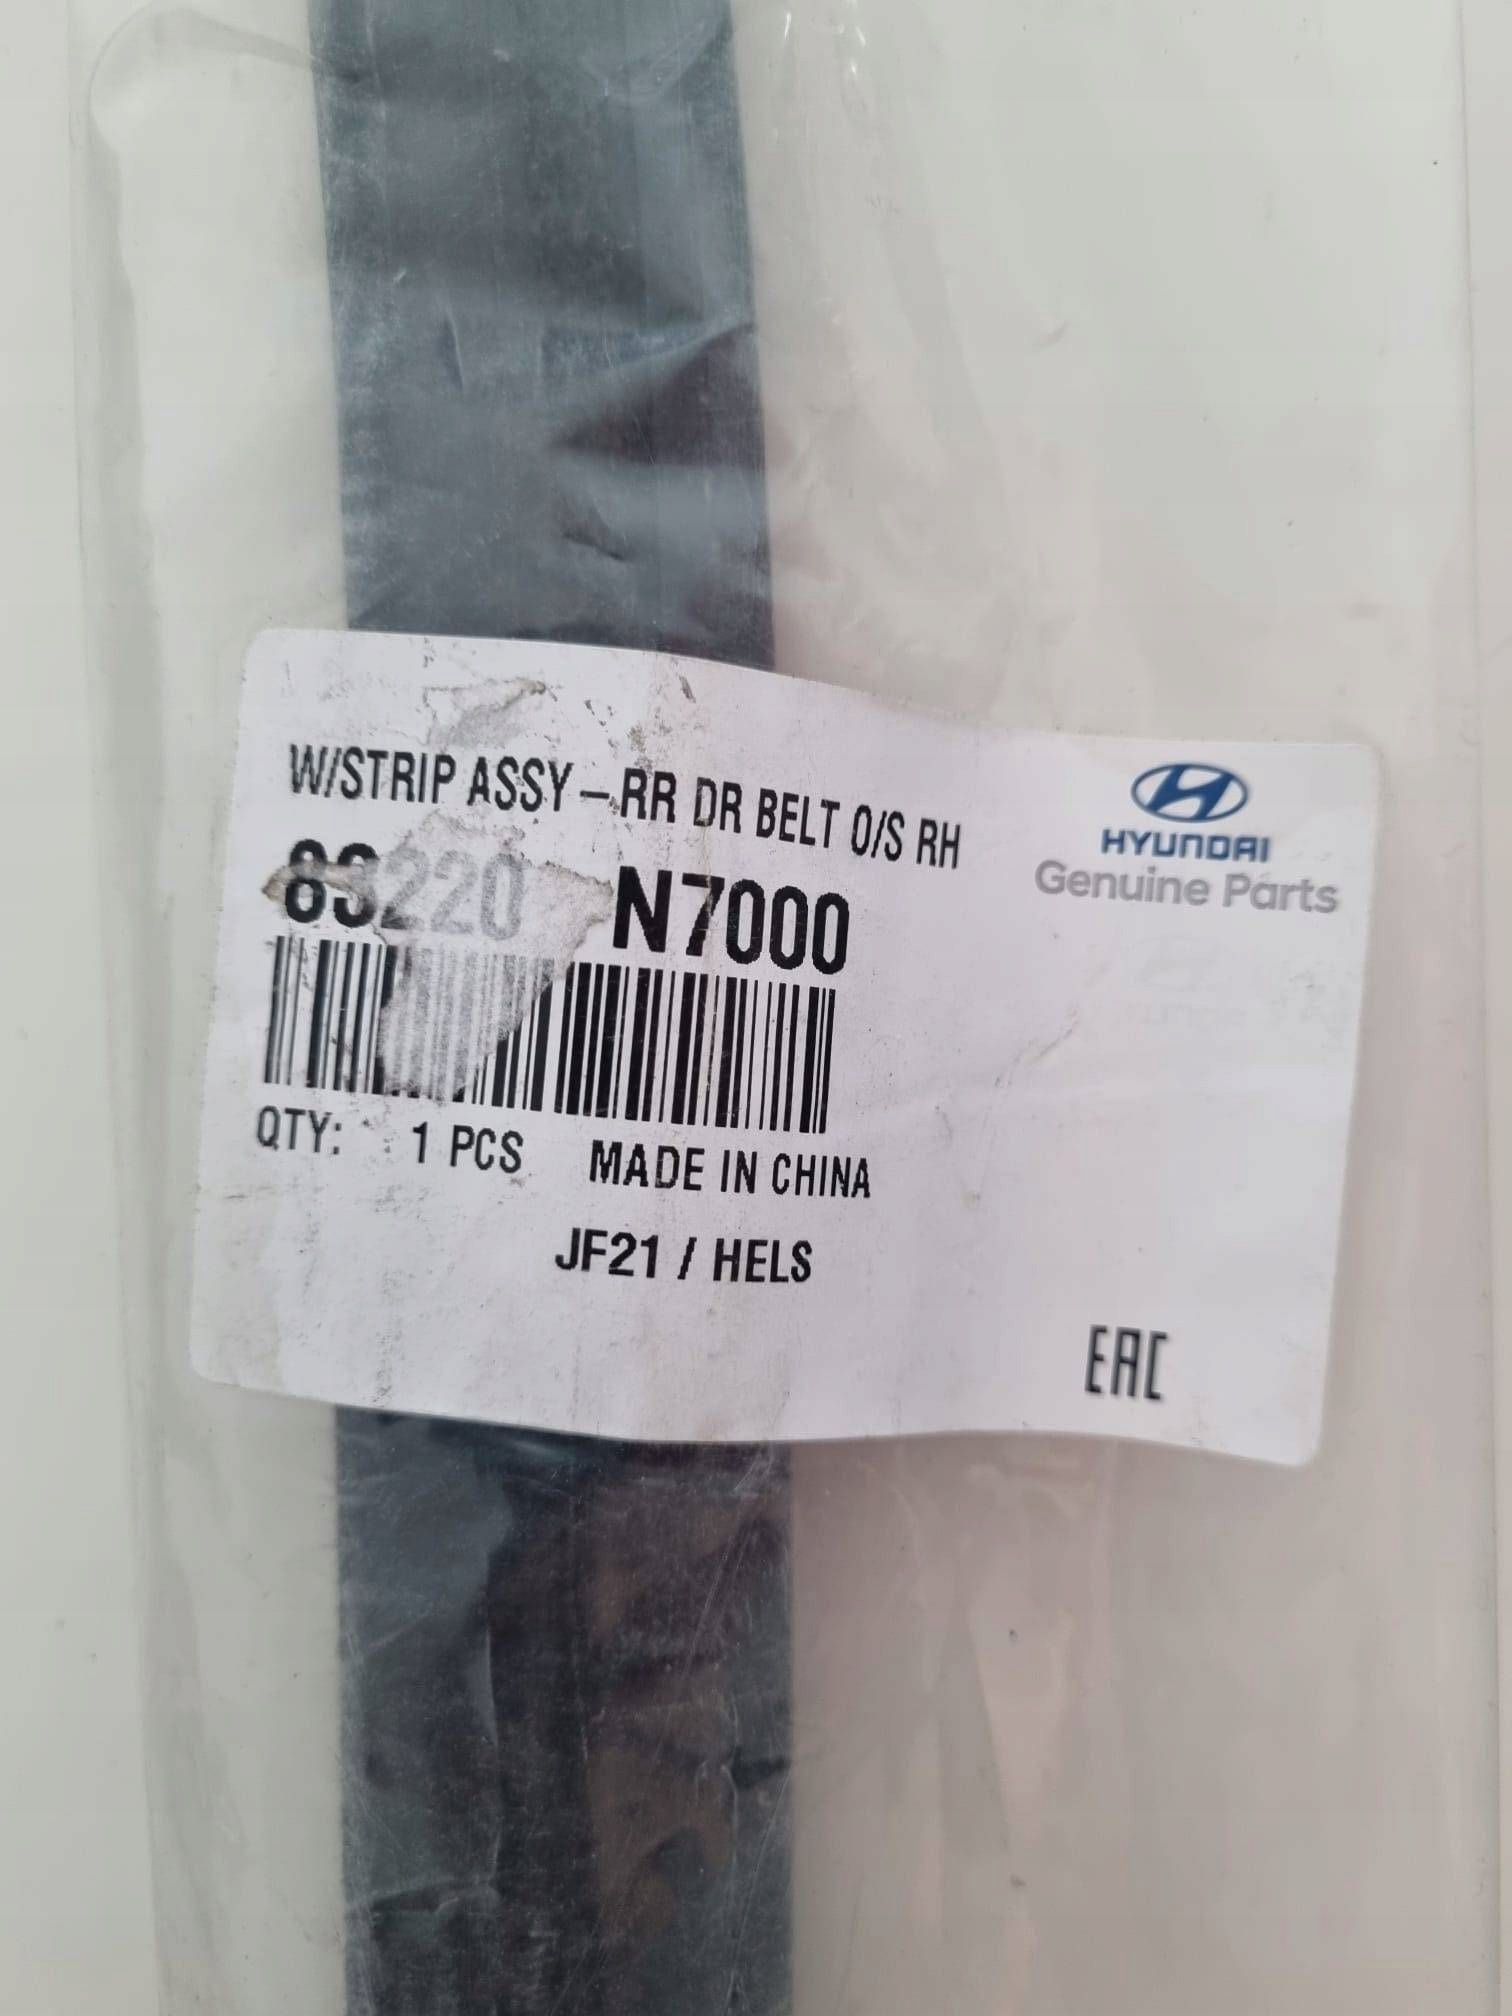 W/STRIP ASSY-RR DR BELT O/S RH
83220 N7000
HYUNDAI
Genuine Parts
QTY: 1 PCS MADE IN CHINA
JF21 / HELS
EAC